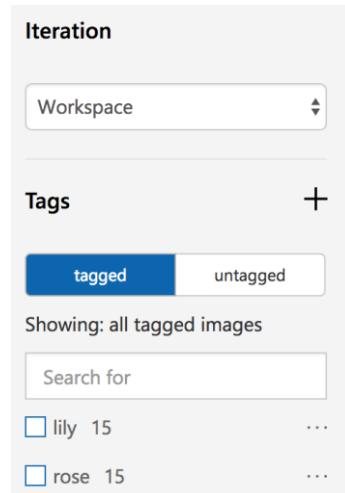 Iteration
Workspace
Tags +
tagged untagged
Showing: all tagged images
Search for
lily 15 ...
rose 15 ...